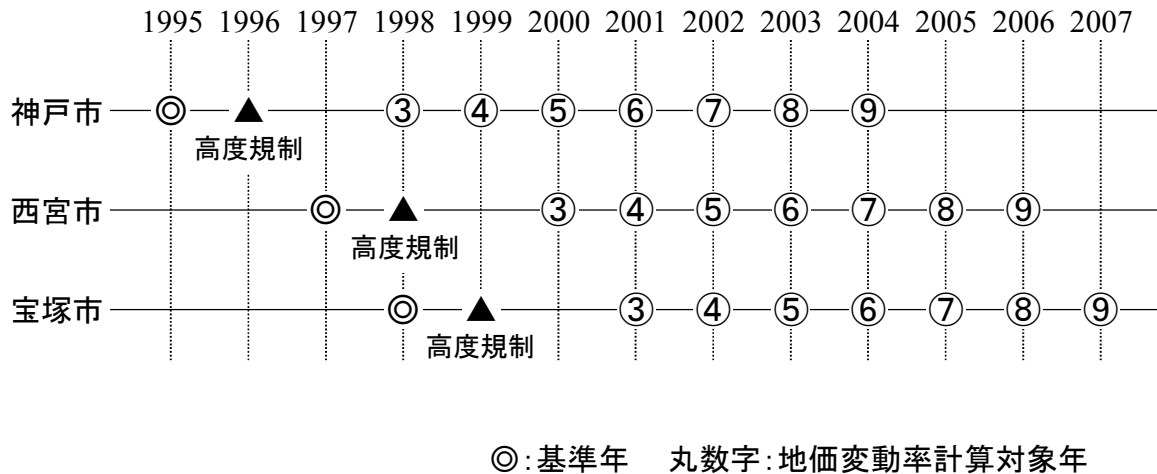 1995 1996 1997 1998 1999 2000 2001 2002 2003 2004 2005 2006 2007
神戸市 ◎ ▲ ③ ④ ⑤ ⑥ ⑦ ⑧ ⑨
高度規制
西宮市 ◎ ▲ ③ ④ ⑤ ⑥ ⑦ ⑧ ⑨
高度規制
宝塚市 ◎ ▲ ③ ④ ⑤ ⑥ ⑦ ⑧ ⑨
高度規制
◎:基準年 丸数字:地価変動率計算対象年